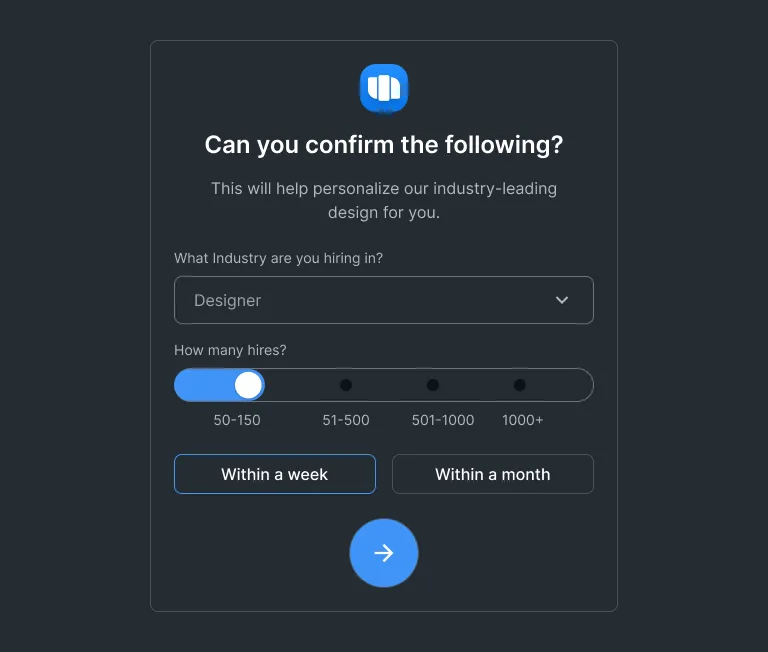 Can you confirm the following?
This will help personalize our industry-leading
design for you.
What Industry are you hiring in?
Designer
How many hires?
50-150 51-500 501-1000 1000+
Within a week Within a month